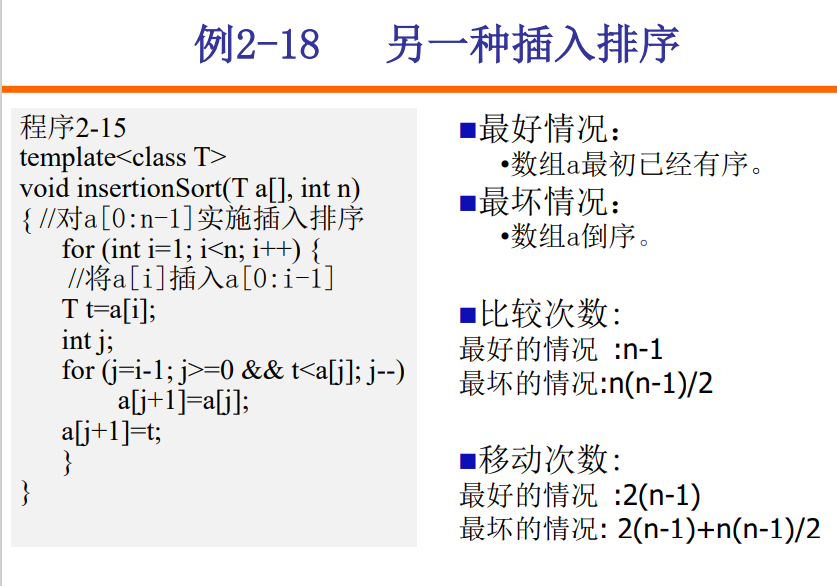 例2-18 另一种插入排序
程序2-15
template<class T>
void insertionSort(T a[], int n)
{ //对a[0:n-1]实施插入排序
for (int i=1; i<n; i++) {
//将a[i]插入a[0:i-1]
T t=a[i];
int j;
for (j=i-1; j>=0 && t<a[j]; j--)
a[j+1]=a[j];
a[j+1]=t;
}
}
■最好情况：
•数组a最初已经有序。
■最坏情况：
•数组a倒序。
■比较次数:
最好的情况 :n-1
最坏的情况:n(n-1)/2
■移动次数:
最好的情况 :2(n-1)
最坏的情况: 2(n-1)+n(n-1)/2